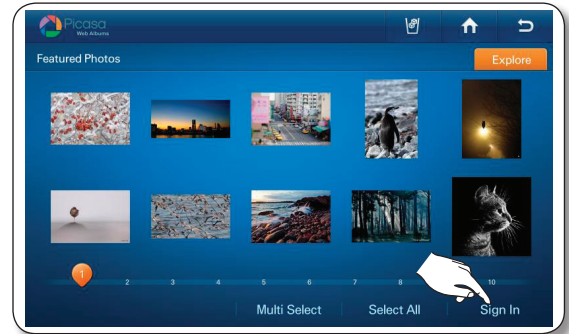 Picasa
Web Albums
Featured Photos
Explore
1 2 3 4 5 6 7 8 10
Multi Select
Select All
Sign In